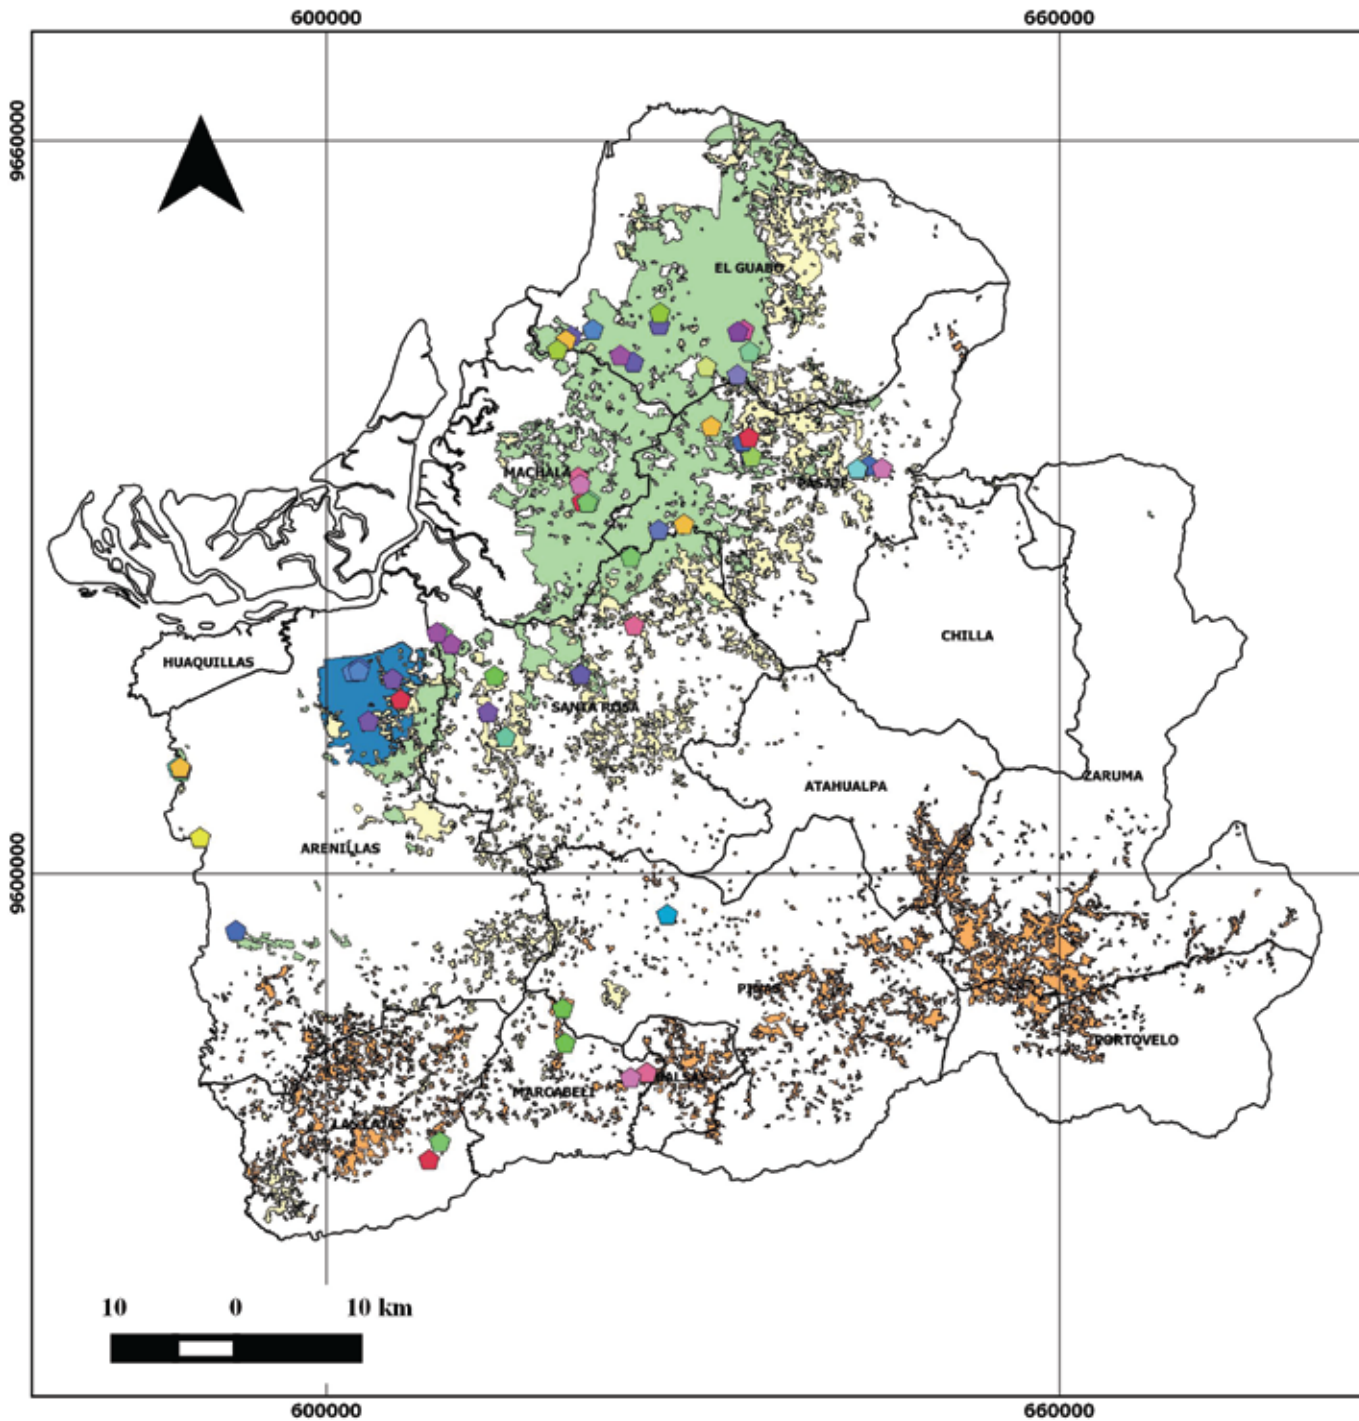 600000 660000
9660000
EL GUABO
MACHALA
PASAJE
CHILLA
HUAQUILLAS
SANTA ROSA
ZARUMA
ATAHUALPA
ARENILLAS
9600000
PIÑAS
PORTOVELO
BALSAS
MARCABELI
LAS LAJAS
10 0 10 km
600000 660000